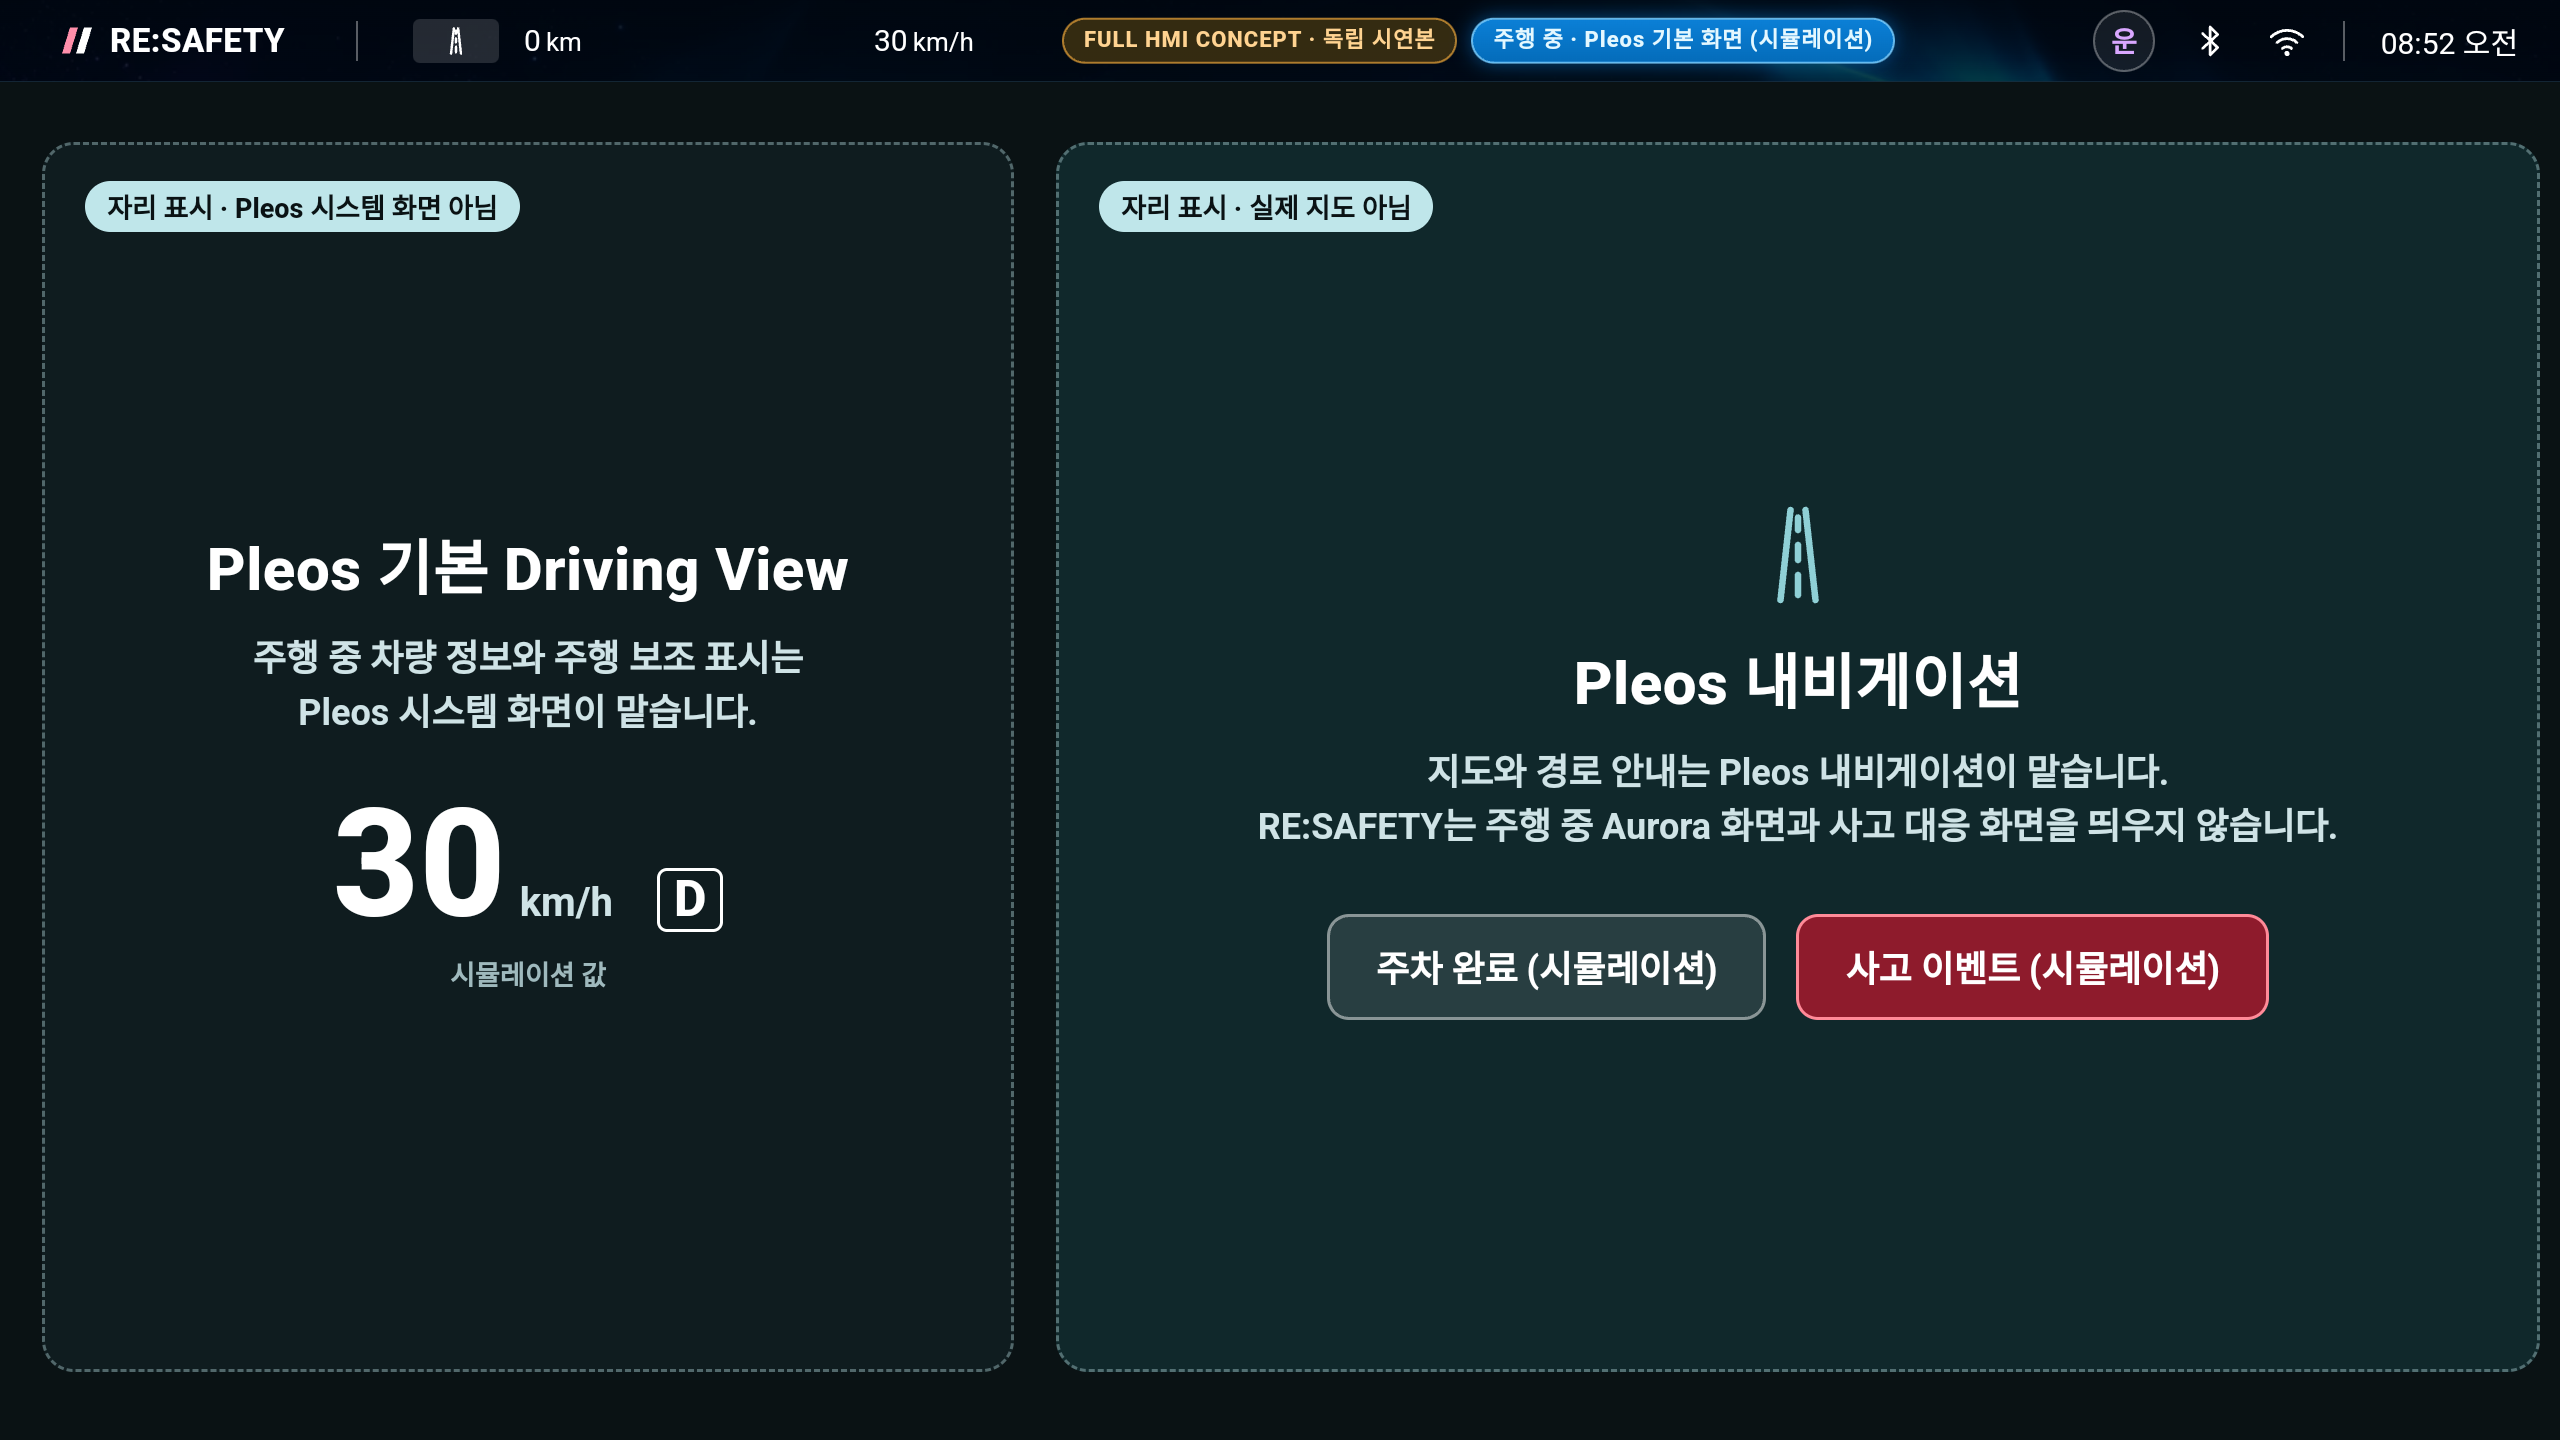 RE:SAFETY
0 km
30 km/h
FULL HMI CONCEPT · 독립 시연본
주행 중 · Pleos 기본 화면 (시뮬레이션)
운
08:52 오전
자리 표시 · Pleos 시스템 화면 아님
Pleos 기본 Driving View
주행 중 차량 정보와 주행 보조 표시는
Pleos 시스템 화면이 맡습니다.
30 km/h D
시뮬레이션 값
자리 표시 · 실제 지도 아님
Pleos 내비게이션
지도와 경로 안내는 Pleos 내비게이션이 맡습니다.
RE:SAFETY는 주행 중 Aurora 화면과 사고 대응 화면을 띄우지 않습니다.
주차 완료 (시뮬레이션)
사고 이벤트 (시뮬레이션)